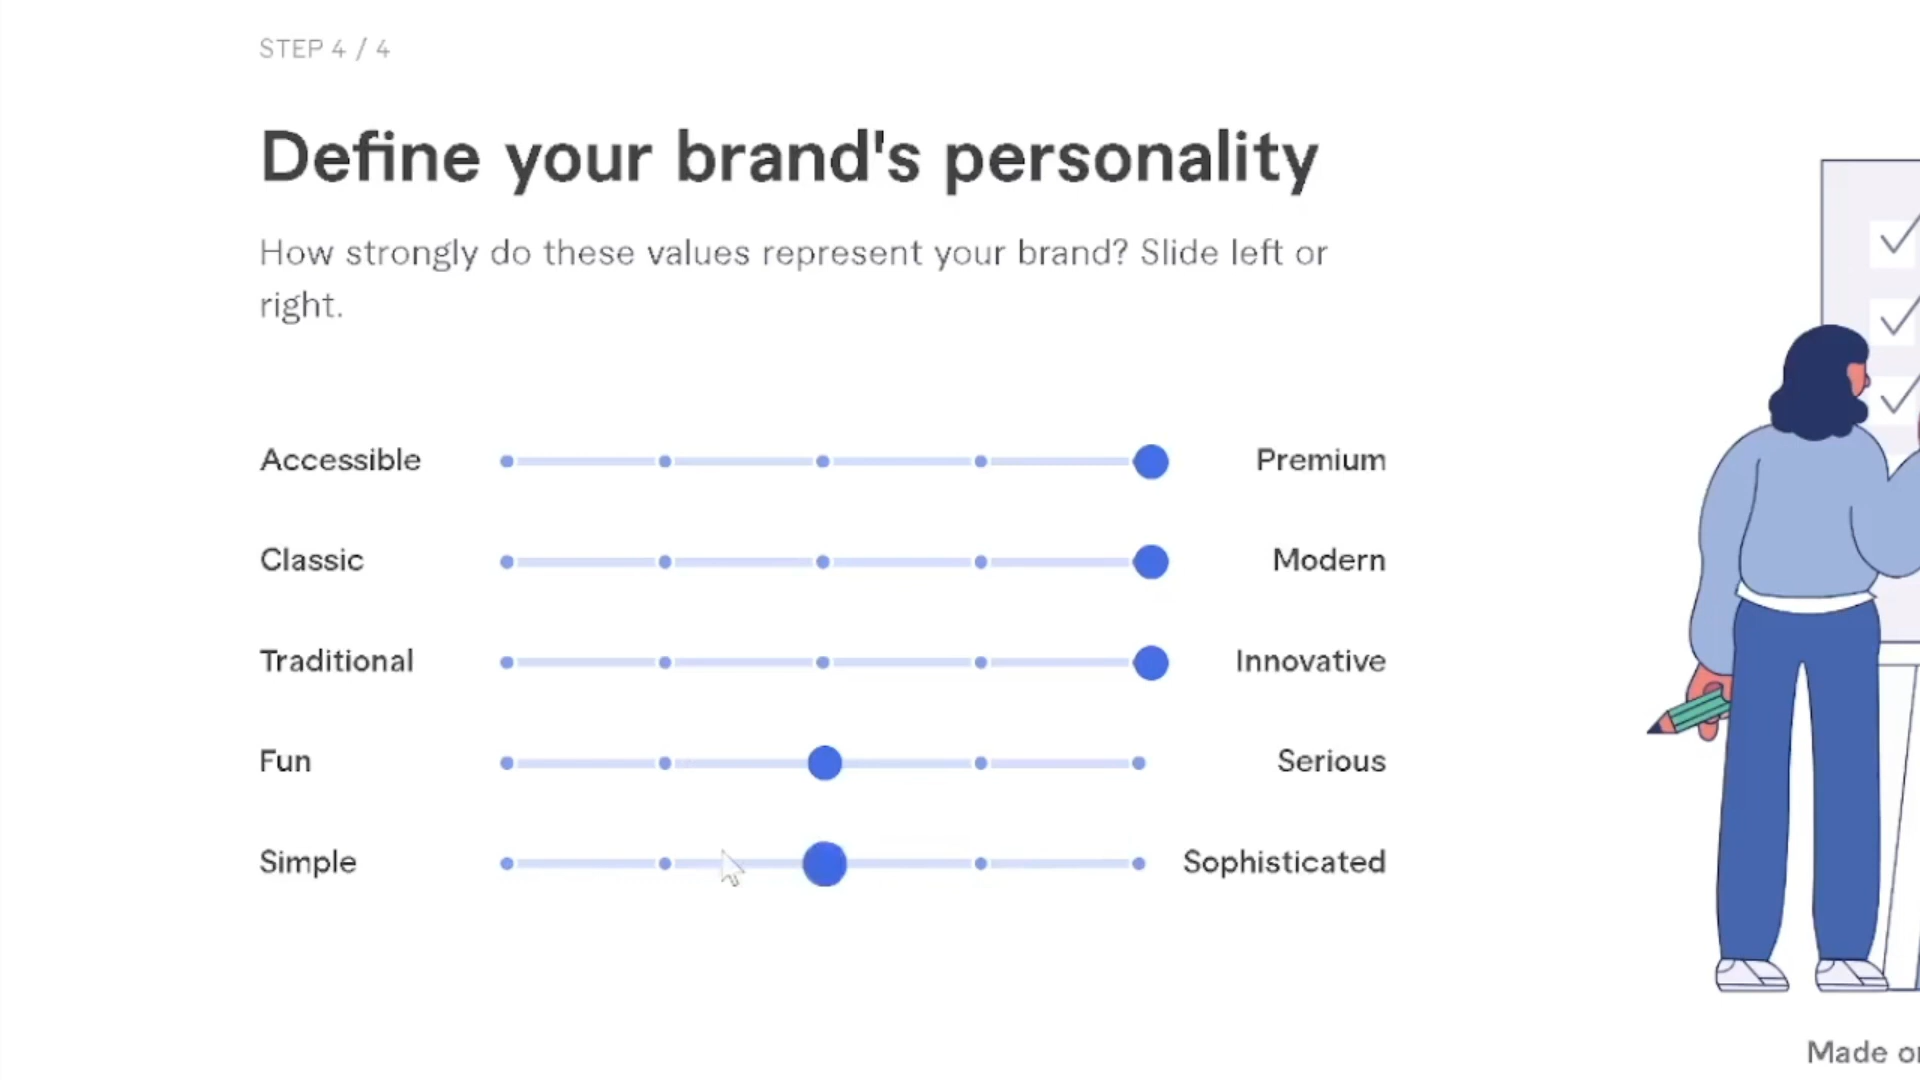 STEP 4 / 4
Define your brand's personality
How strongly do these values represent your brand? Slide left or
right.
Accessible Premium
Classic Modern
Traditional Innovative
Fun Serious
Simple Sophisticated
Made